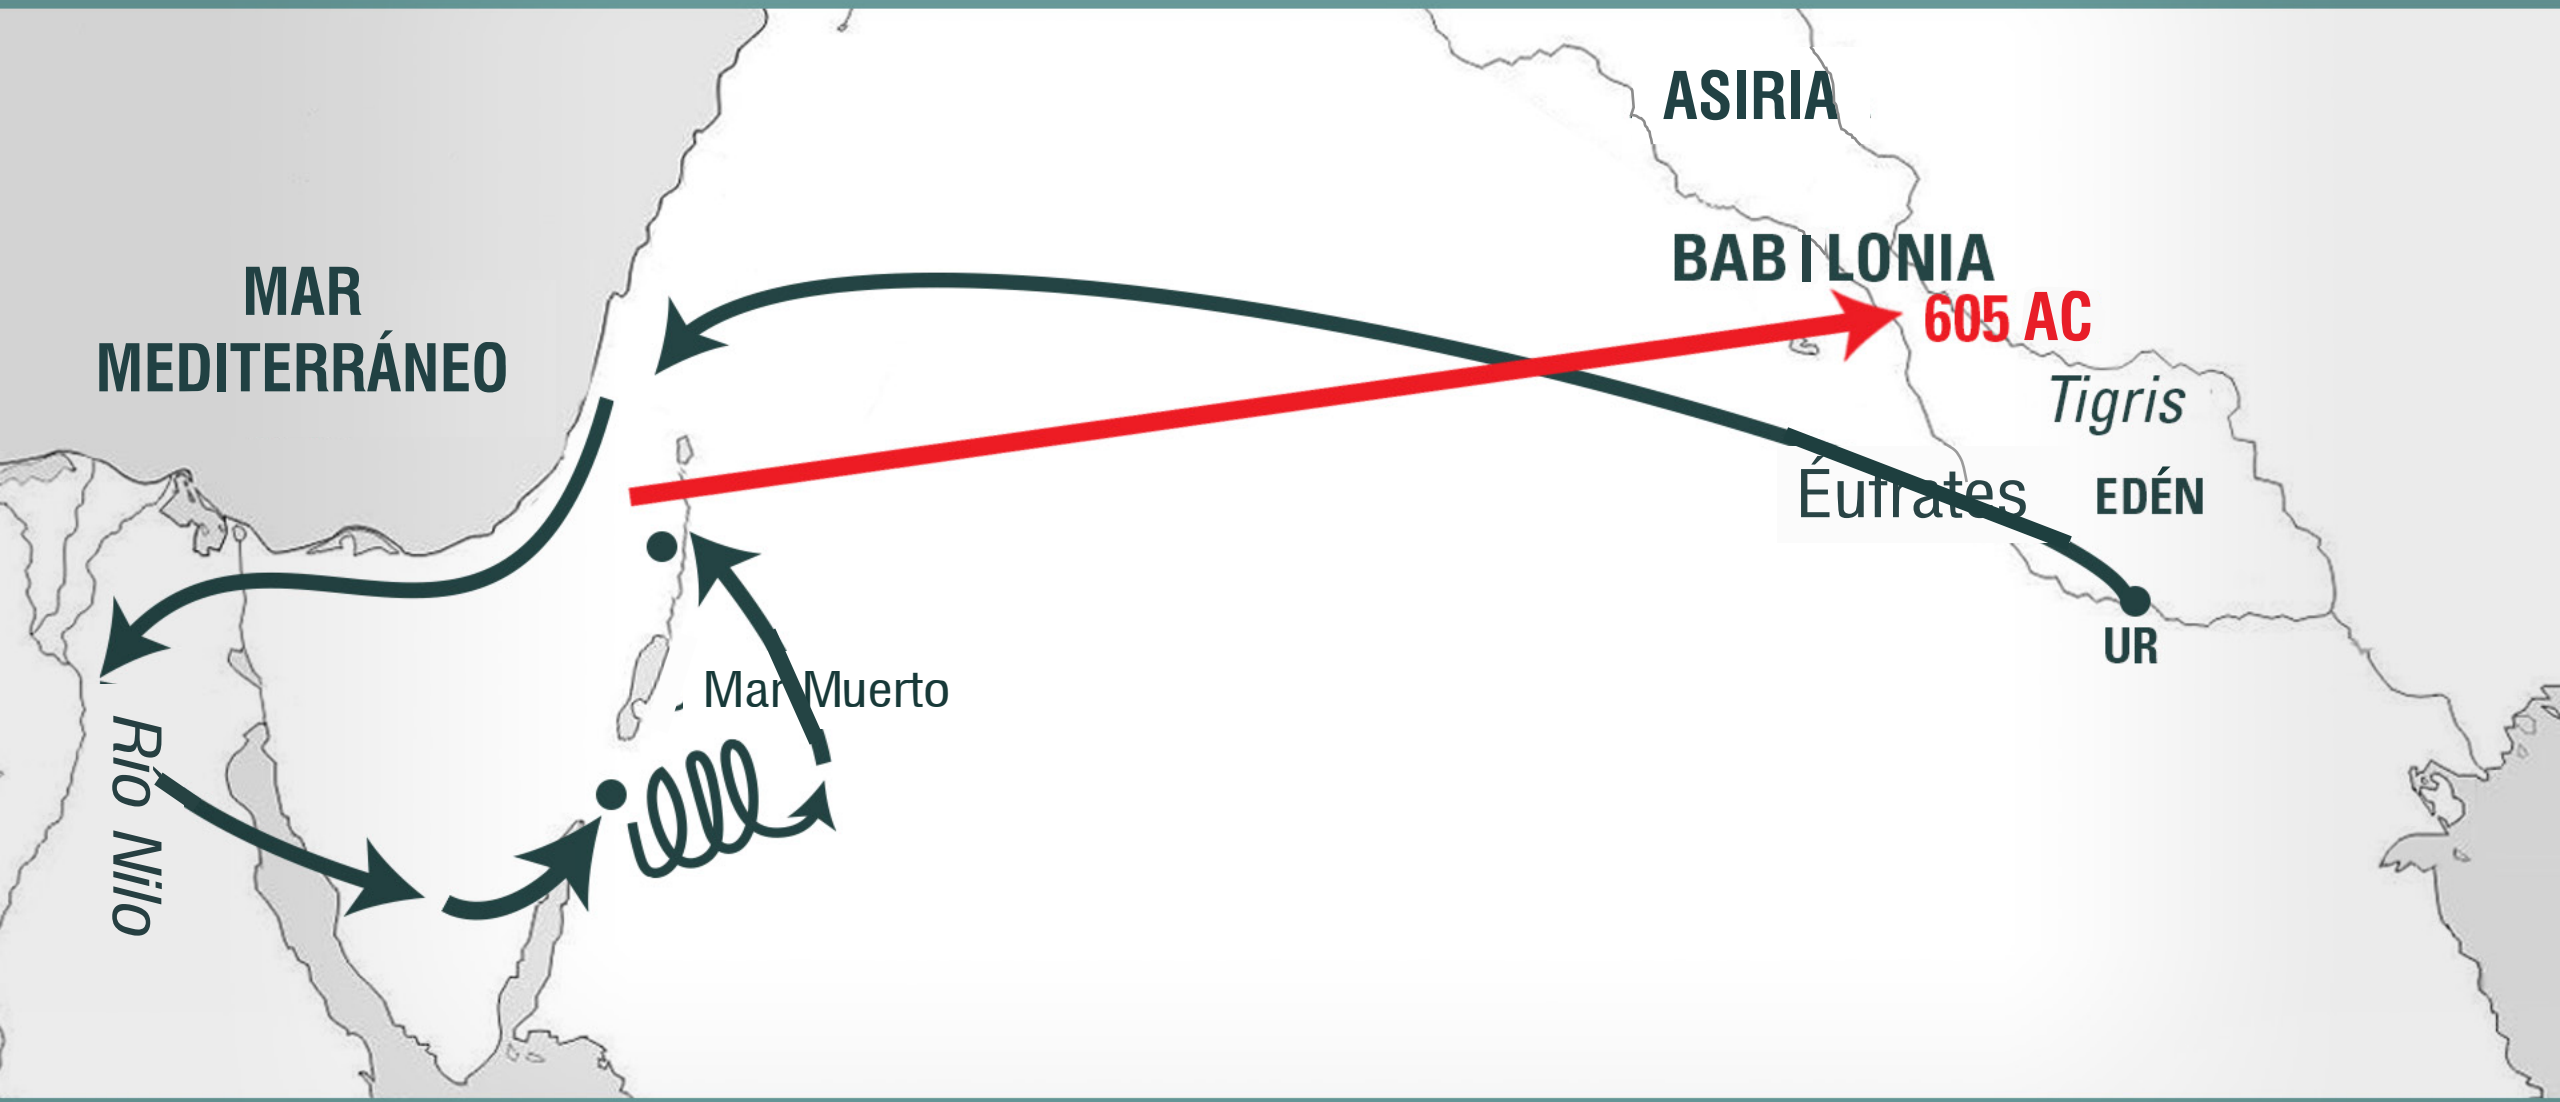 ASIRIA
BABILONIA
MAR
MEDITERRÁNEO
605 AC
Tigris
Éufrates
EDÉN
UR
Mar Muerto
Río Nilo